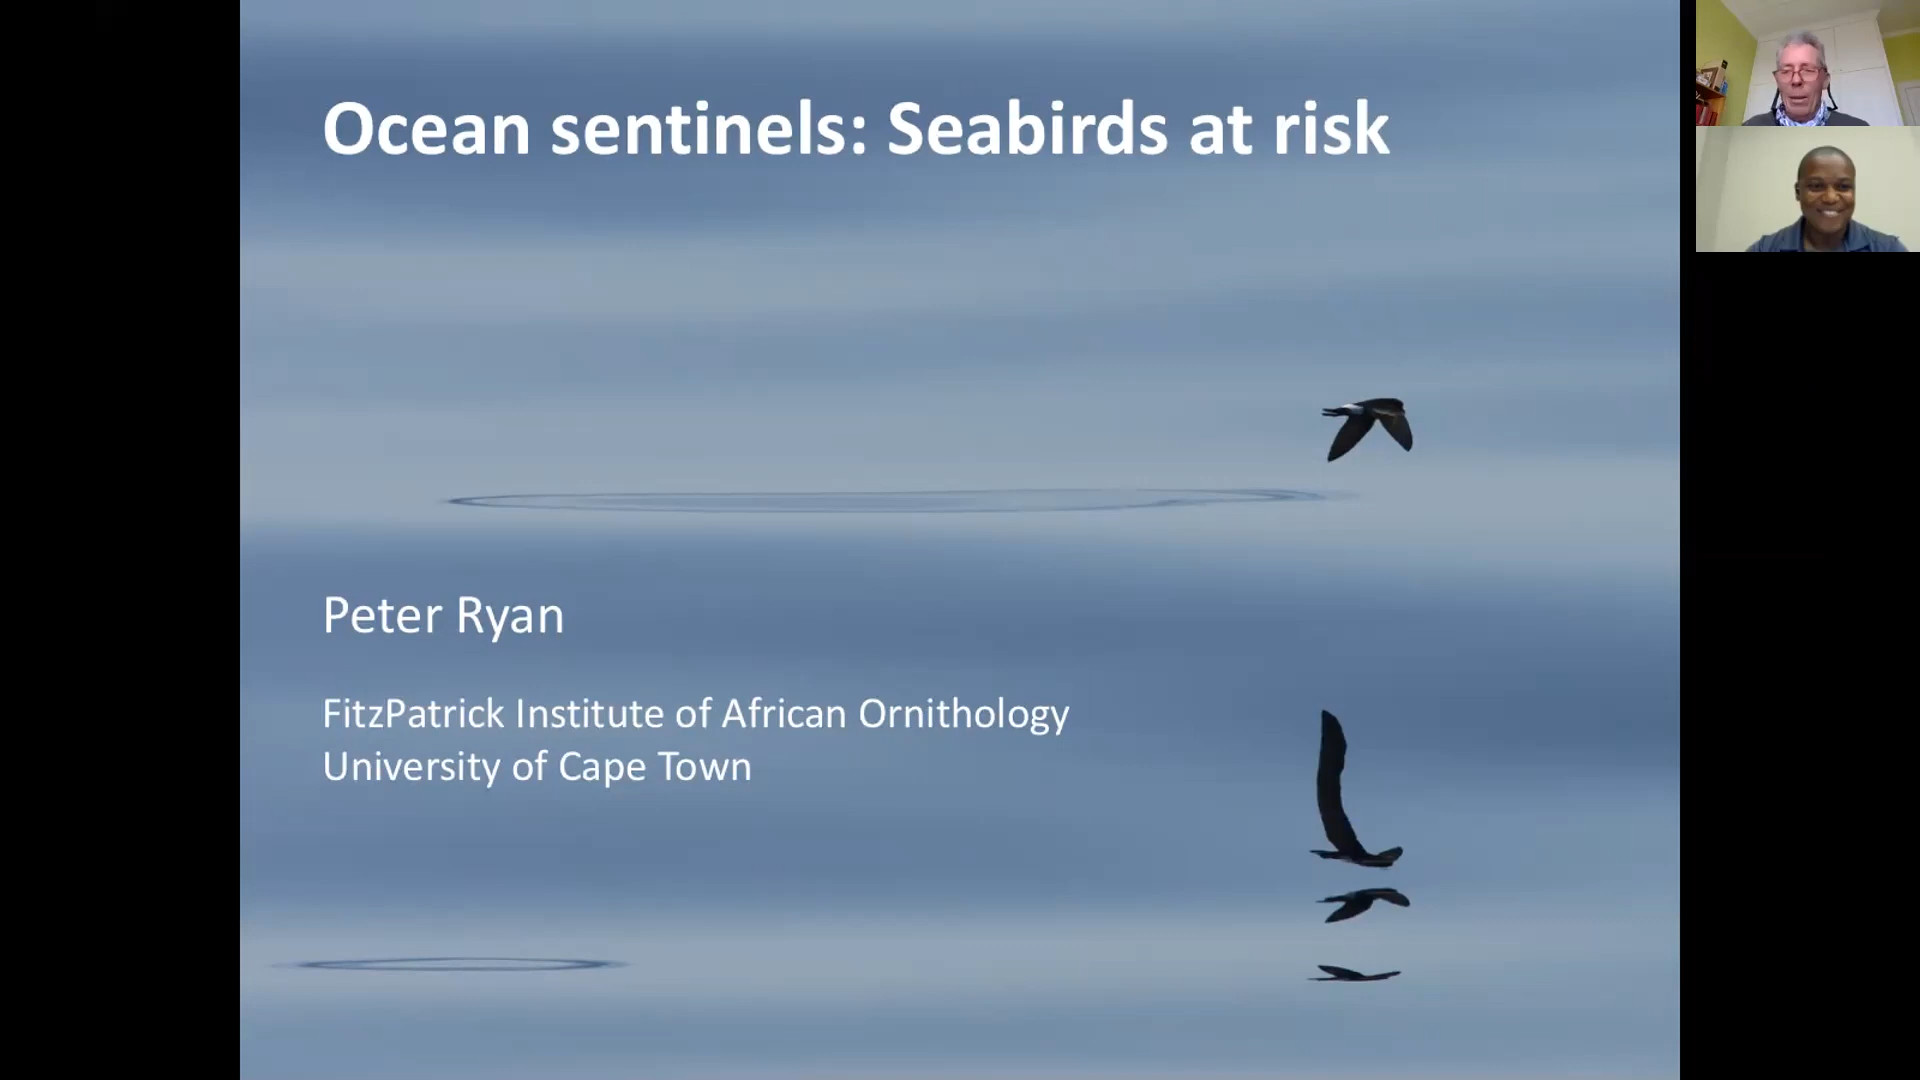 Ocean sentinels: Seabirds at risk
Peter Ryan
FitzPatrick Institute of African Ornithology
University of Cape Town